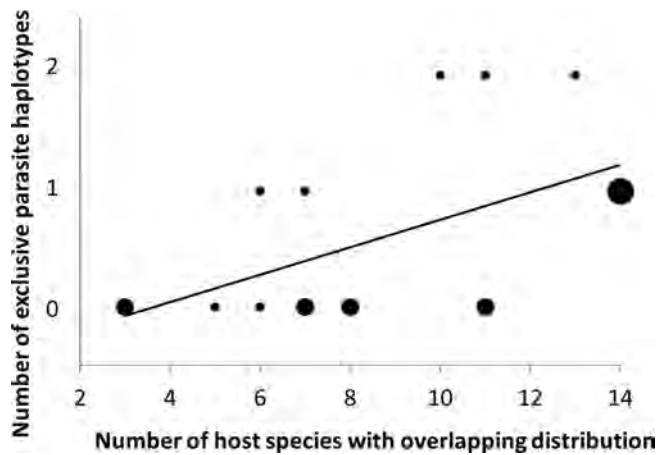 Number of exclusive parasite haplotypes
2
1
0
2 4 6 8 10 12 14
Number of host species with overlapping distribution